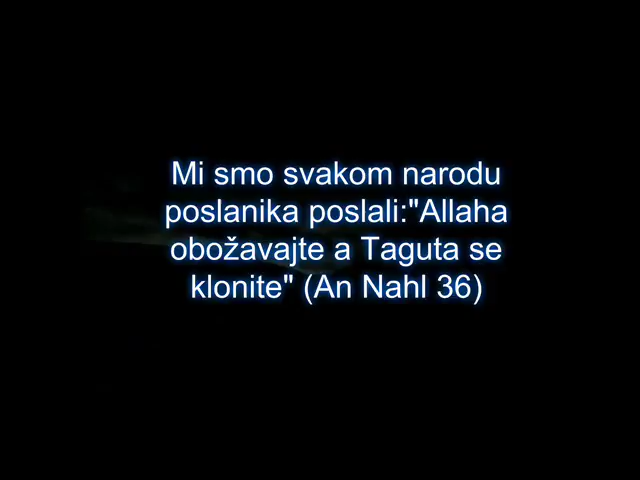 Mi smo svakom narodu
poslanika poslali:"Allaha
obožavajte a Taguta se
klonite" (An Nahl 36)